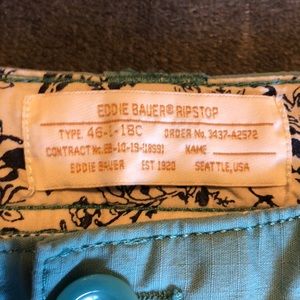 EDDIE BAUER® RIPSTOP
TYPE. 46-1-18C ORDER No. 3437-A2572
CONTRACT No. EB-10-19-(1899) NAME
EDDIE BAUER EST 1920 SEATTLE, USA